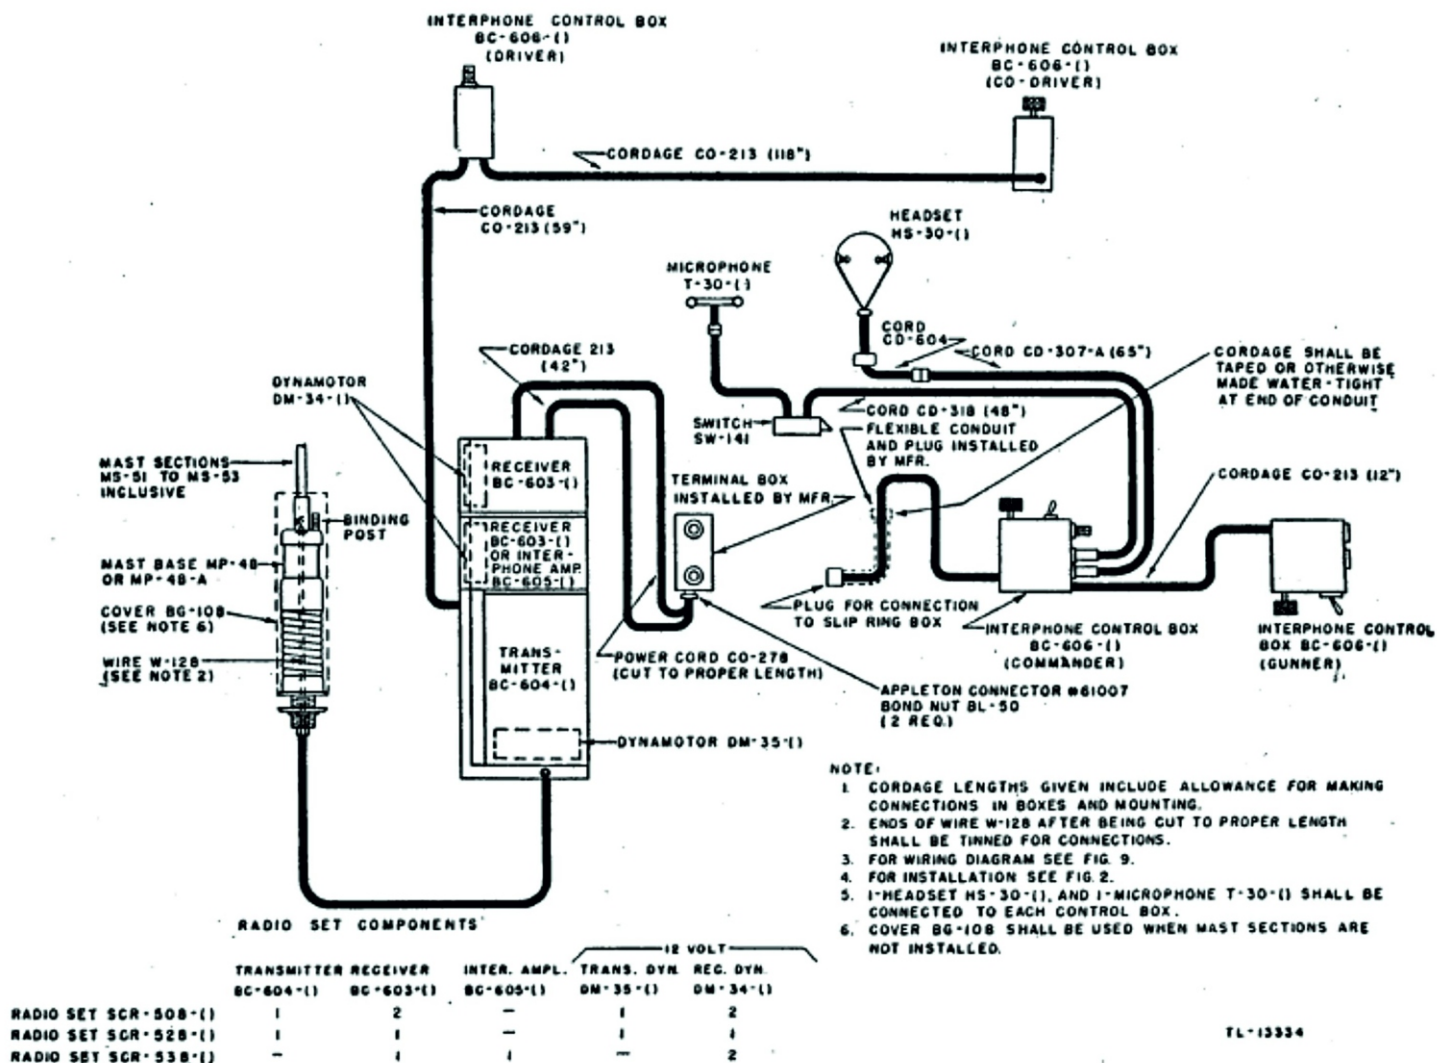 INTERPHONE CONTROL BOX
BC-606-()
(DRIVER)
INTERPHONE CONTROL BOX
BC-606-()
(CO-DRIVER)
CORDAGE CO-213 (118")
CORDAGE
CO-213 (59")
HEADSET
HS-30-()
MICROPHONE
T-30-()
CORD
CD-604
CORD CD-307-A (65")
CORDAGE 213
(42")
CORDAGE SHALL BE
TAPED OR OTHERWISE
MADE WATER-TIGHT
AT END OF CONDUIT
DYNAMOTOR
DM-34-()
CORD CD-318 (48")
SWITCH
SW-141
FLEXIBLE CONDUIT
AND PLUG INSTALLED
BY MFR.
MAST SECTIONS
MS-51 TO MS-53
INCLUSIVE
RECEIVER
BC-603-()
TERMINAL BOX
INSTALLED BY MFR.
CORDAGE CO-213 (12")
BINDING
POST
RECEIVER
BC-603-()
OR INTER-
PHONE AMP.
BC-605-()
MAST BASE MP-48
OR MP-48-A
COVER BG-108
(SEE NOTE 6)
WIRE W-128
(SEE NOTE 2)
PLUG FOR CONNECTION
TO SLIP RING BOX
INTERPHONE CONTROL BOX
BC-606-()
(COMMANDER)
INTERPHONE CONTROL
BOX BC-606-()
(GUNNER)
TRANS-
MITTER
BC-604-()
POWER CORD CO-278
(CUT TO PROPER LENGTH)
APPLETON CONNECTOR #61007
BOND NUT BL-50
(2 REQ.)
DYNAMOTOR DM-35-()
NOTE:
1. CORDAGE LENGTHS GIVEN INCLUDE ALLOWANCE FOR MAKING
CONNECTIONS IN BOXES AND MOUNTING.
2. ENDS OF WIRE W-128 AFTER BEING CUT TO PROPER LENGTH
SHALL BE TINNED FOR CONNECTIONS.
3. FOR WIRING DIAGRAM SEE FIG. 9.
4. FOR INSTALLATION SEE FIG. 2.
5. 1-HEADSET HS-30-(), AND 1-MICROPHONE T-30-() SHALL BE
CONNECTED TO EACH CONTROL BOX.
6. COVER BG-108 SHALL BE USED WHEN MAST SECTIONS ARE
NOT INSTALLED.
RADIO SET COMPONENTS
12 VOLT
TRANSMITTER RECEIVER INTER. AMPL. TRANS. DYN. REC. DYN.
BC-604-() BC-603-() BC-605-() DM-35-() DM-34-()
RADIO SET SCR-508-() 1 2 — 1 2
RADIO SET SCR-528-() 1 1 — 1 1
RADIO SET SCR-538-() — 1 1 — 2
TL-13334